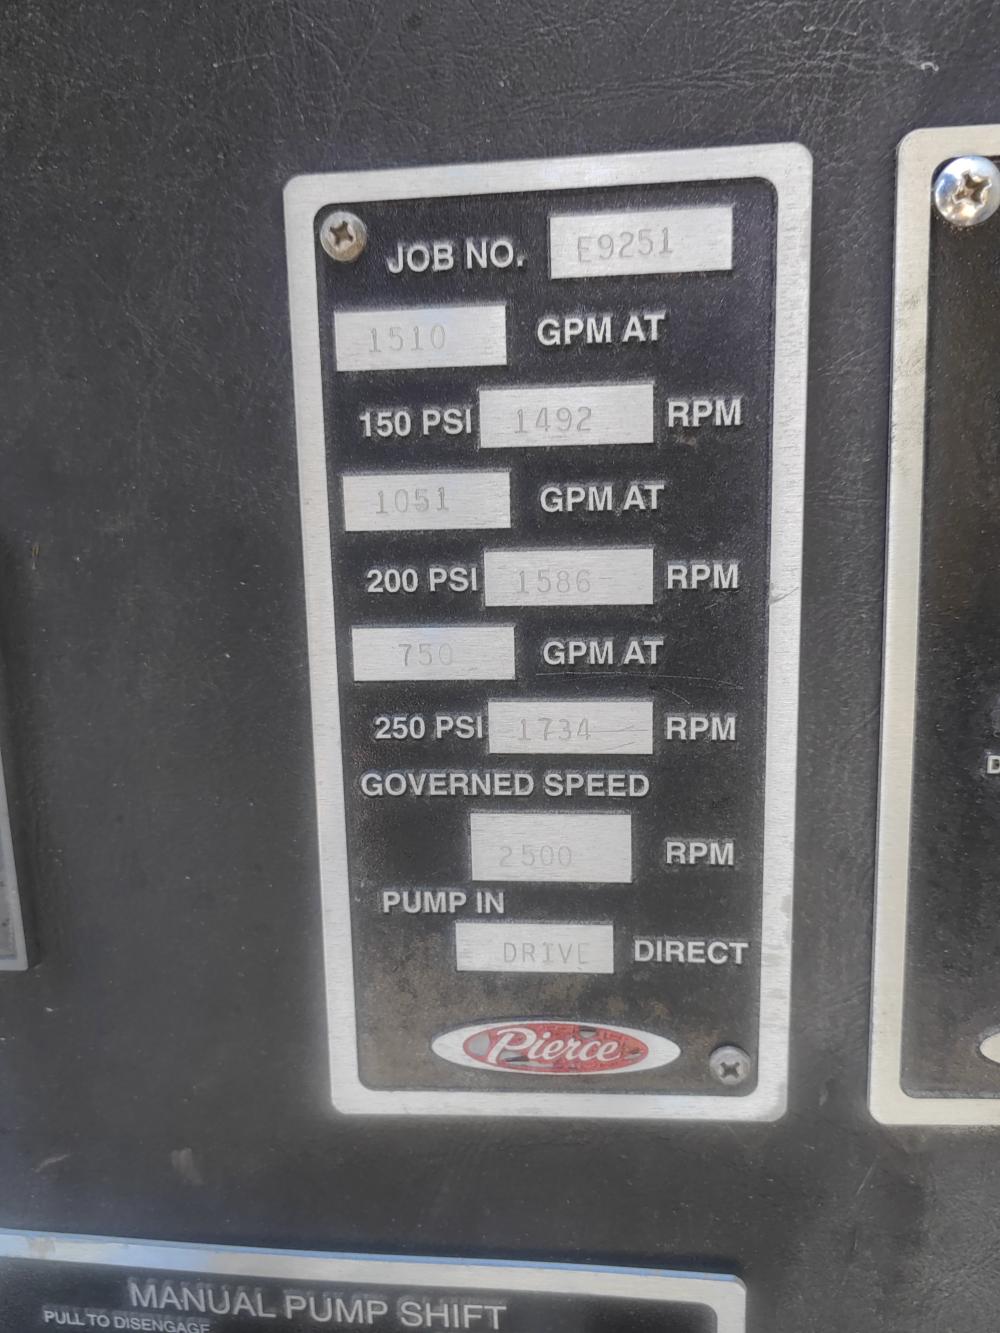 JOB NO. E9251
1510 GPM AT
150 PSI 1492 RPM
1051 GPM AT
200 PSI 1586 RPM
750 GPM AT
250 PSI 1734 RPM
GOVERNED SPEED
2500 RPM
PUMP IN
DRIVE DIRECT
Pierce
D
MANUAL PUMP SHIFT
PULL TO DISENGAGE